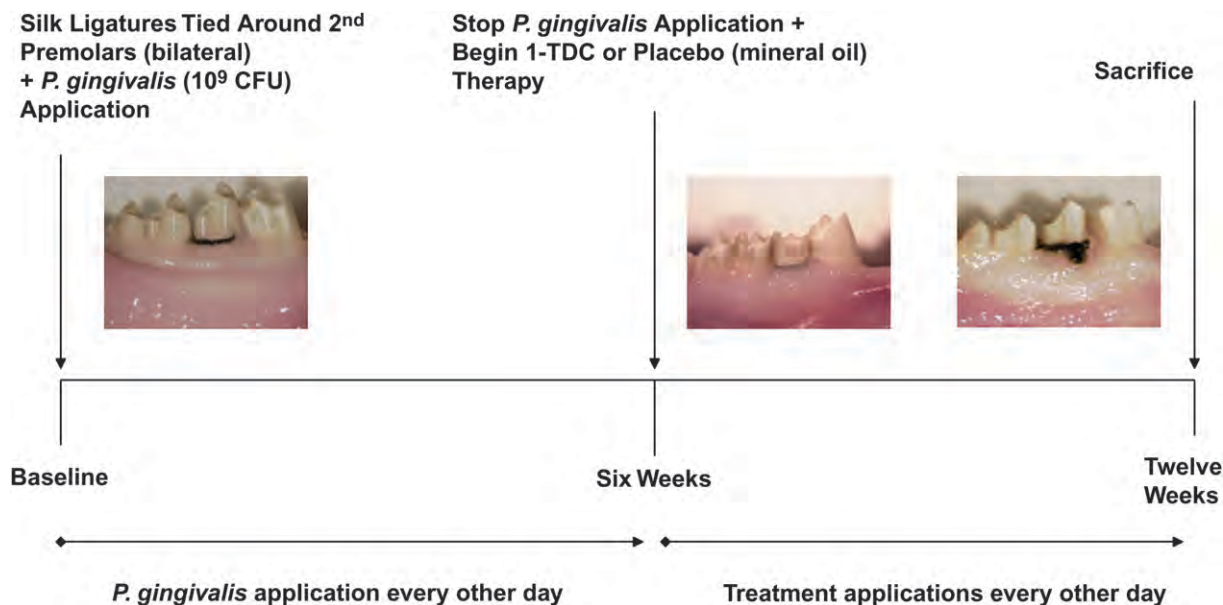 Silk Ligatures Tied Around 2nd
Premolars (bilateral)
+ P. gingivalis (10⁹ CFU)
Application
Stop P. gingivalis Application +
Begin 1-TDC or Placebo (mineral oil)
Therapy
Sacrifice
Baseline
Six Weeks
Twelve
Weeks
P. gingivalis application every other day
Treatment applications every other day